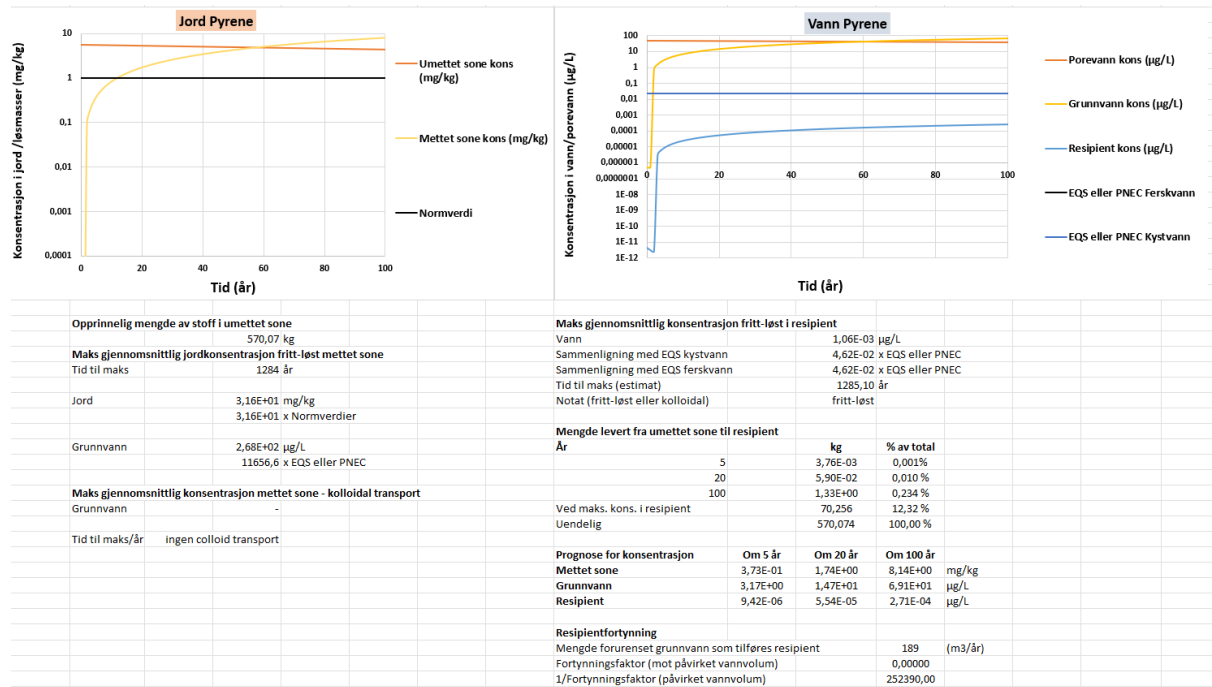 Jord Pyrene
Konsentrasjon i jord /løsmasser (mg/kg)
10
1
0,1
0,01
0,001
0,0001
0 20 40 60 80 100
Tid (år)
Umettet sone kons (mg/kg)
Mettet sone kons (mg/kg)
Normverdi
Vann Pyrene
Konsentrasjon i vann/porevann (µg/L)
100
10
1
0,1
0,01
0,001
0,0001
0,00001
0,000001
0,0000001
1E-08
1E-09
1E-10
1E-11
1E-12
0 20 40 60 80 100
Tid (år)
Porevann kons (µg/L)
Grunnvann kons (µg/L)
Resipient kons (µg/L)
EQS eller PNEC Ferskvann
EQS eller PNEC Kystvann
Opprinnelig mengde av stoff i umettet sone
570,07 kg
Maks gjennomsnittlig jordkonsentrasjon fritt-løst mettet sone
Tid til maks 1284 år
Jord 3,16E+01 mg/kg
3,16E+01 x Normverdier
Grunnvann 2,68E+02 µg/L
11656,6 x EQS eller PNEC
Maks gjennomsnittlig konsentrasjon mettet sone - kolloidal transport
Grunnvann -
Tid til maks/år ingen colloid transport
Maks gjennomsnittlig konsentrasjon fritt-løst i resipient
Vann 1,06E-03 µg/L
Sammenligning med EQS kystvann 4,62E-02 x EQS eller PNEC
Sammenligning med EQS ferskvann 4,62E-02 x EQS eller PNEC
Tid til maks (estimat) 1285,10 år
Notat (fritt-løst eller kolloidal) fritt-løst
Mengde levert fra umettet sone til resipient
År kg % av total
5 3,76E-03 0,001%
20 5,90E-02 0,010 %
100 1,33E+00 0,234 %
Ved maks. kons. i resipient 70,256 12,32 %
Uendelig 570,074 100,00 %
Prognose for konsentrasjon Om 5 år Om 20 år Om 100 år
Mettet sone 3,73E-01 1,74E+00 8,14E+00 mg/kg
Grunnvann 3,17E+00 1,47E+01 6,91E+01 µg/L
Resipient 9,42E-06 5,54E-05 2,71E-04 µg/L
Resipientfortynning
Mengde forurenset grunnvann som tilføres resipient 189 (m3/år)
Fortynningsfaktor (mot påvirket vannvolum) 0,00000
1/Fortynningsfaktor (påvirket vannvolum) 252390,00